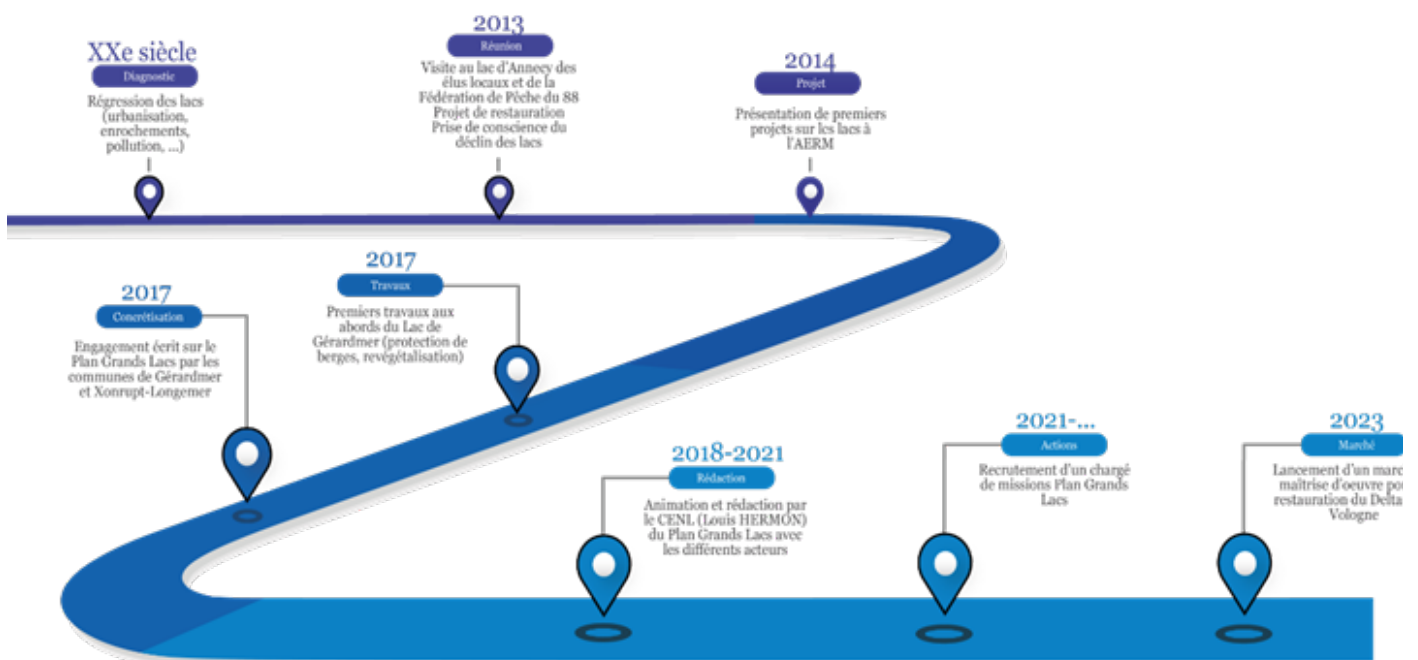 XXe siècle
Diagnostic
Régression des lacs
(urbanisation,
enrochements,
pollution, ...)
2013
Réunion
Visite au lac d'Annecy des
élus locaux et de la
Fédération de Pêche du 88
Projet de restauration
Prise de conscience du
déclin des lacs
2014
Projet
Présentation de premiers
projets sur les lacs à
l'AERM
2017
Concrétisation
Engagement écrit sur le
Plan Grands Lacs par les
communes de Gérardmer
et Xonrupt-Longemer
2017
Travaux
Premiers travaux aux
abords du Lac de
Gérardmer (protection de
berges, revégétalisation)
2018-2021
Rédaction
Animation et rédaction par
le CENL (Louis HERMON)
du Plan Grands Lacs avec
les différents acteurs
2021-...
Actions
Recrutement d'un chargé
de missions Plan Grands
Lacs
2023
Marché
Lancement d'un marc
maîtrise d'oeuvre po
restauration du Delta
Vologne